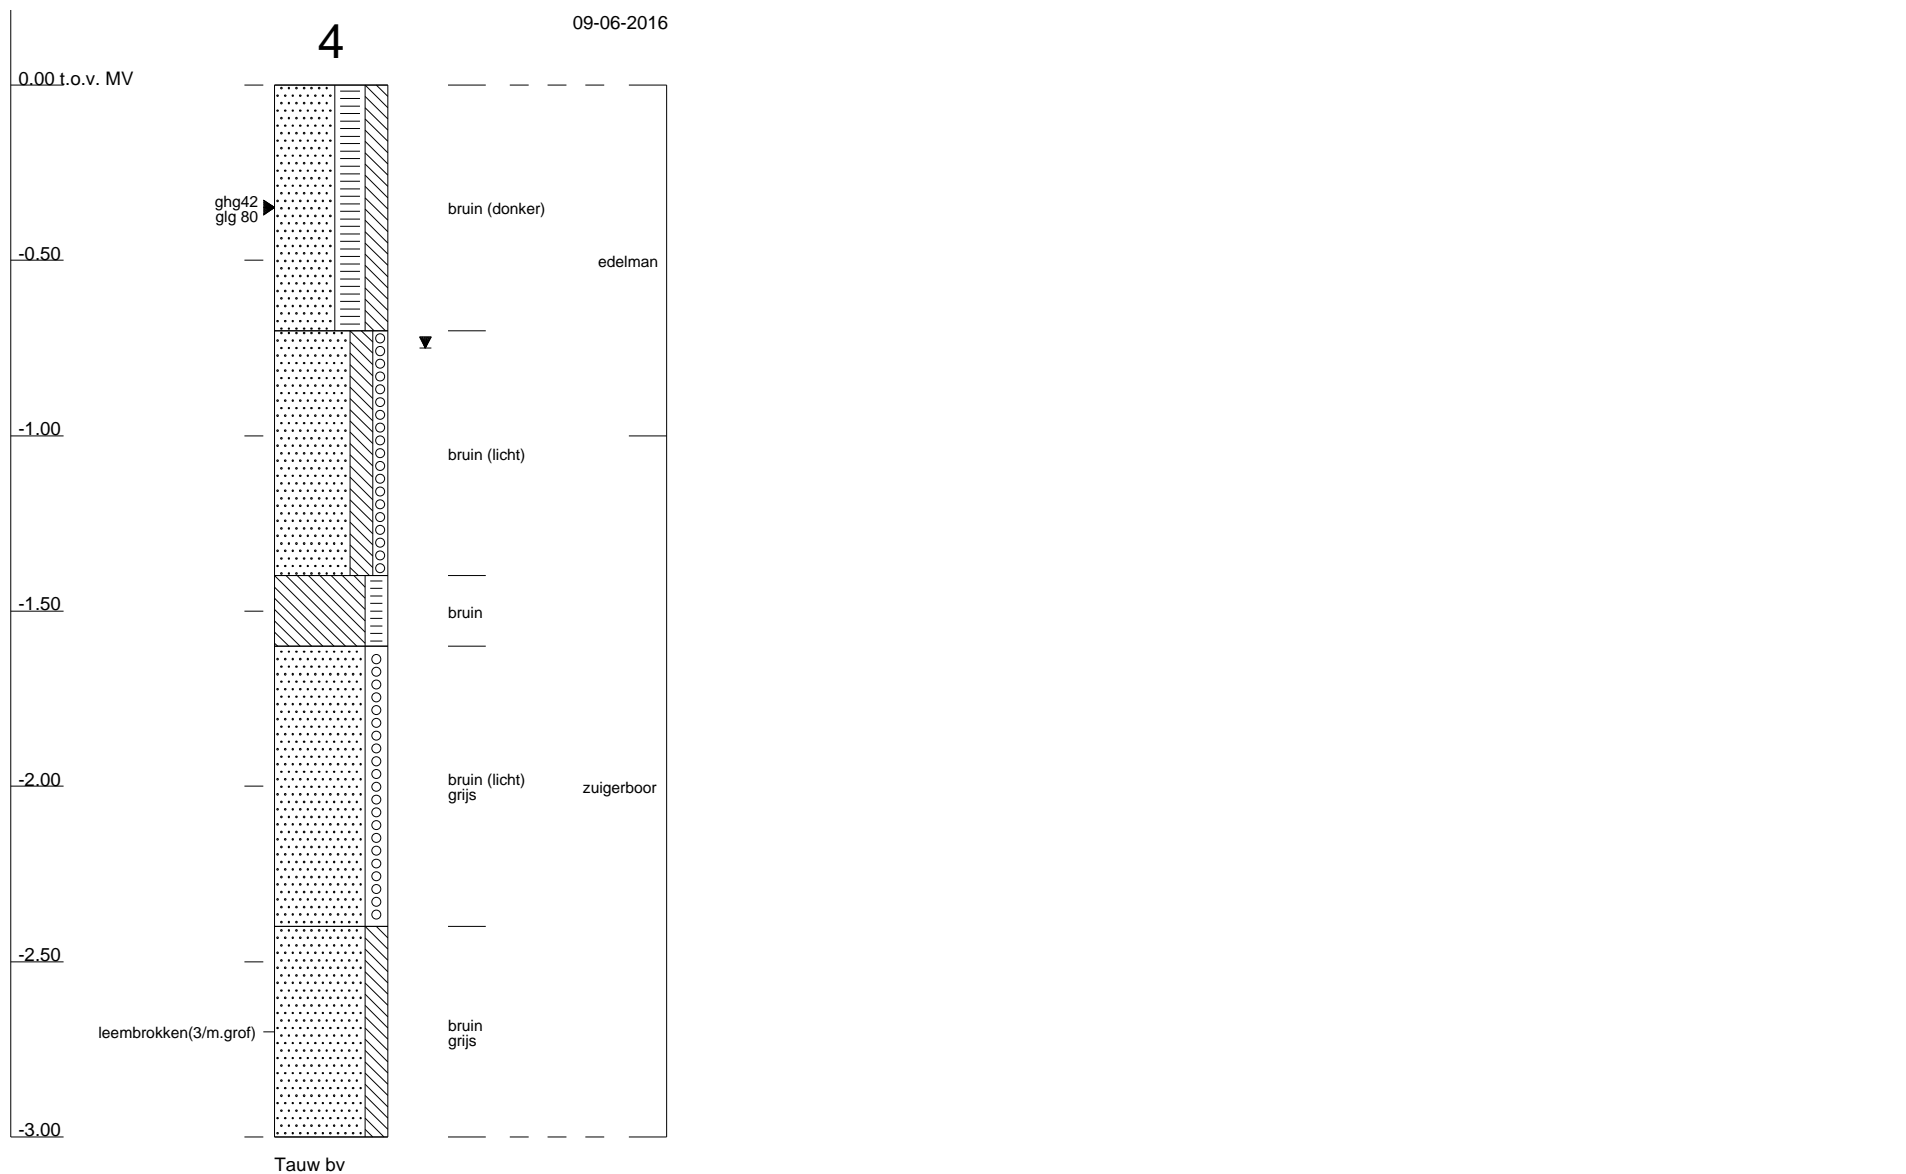 4
09-06-2016
0.00 t.o.v. MV
ghg42
glg 80
bruin (donker)
-0.50
edelman
-1.00
bruin (licht)
-1.50
bruin
-2.00
bruin (licht)
grijs
zuigerboor
-2.50
leembrokken(3/m.grof)
bruin
grijs
-3.00
Tauw bv